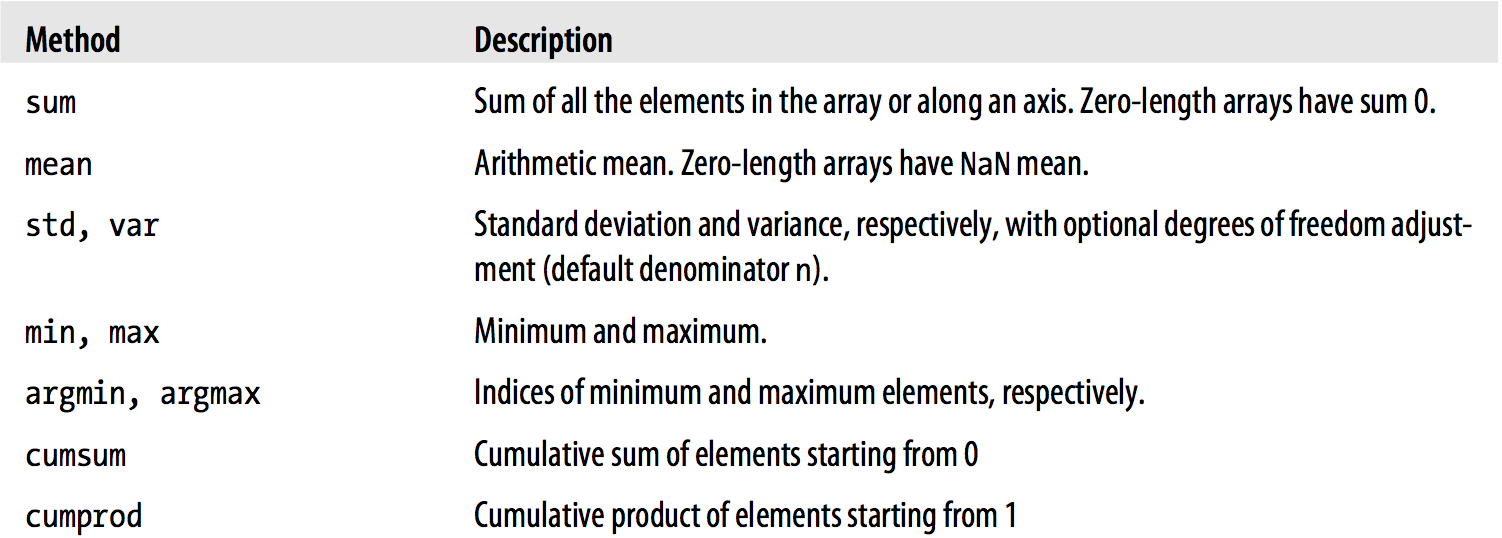 Method Description
sum Sum of all the elements in the array or along an axis. Zero-length arrays have sum 0.
mean Arithmetic mean. Zero-length arrays have NaN mean.
std, var Standard deviation and variance, respectively, with optional degrees of freedom adjust-
ment (default denominator n).
min, max Minimum and maximum.
argmin, argmax Indices of minimum and maximum elements, respectively.
cumsum Cumulative sum of elements starting from 0
cumprod Cumulative product of elements starting from 1